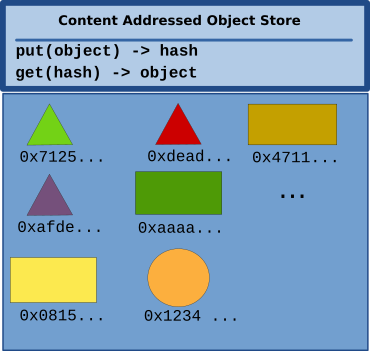 Content Addressed Object Store
put(object) -> hash
get(hash) -> object
0x7125... 0xdead... 0x4711...
...
0xafde... 0xaaaa...
0x0815... 0x1234 ...